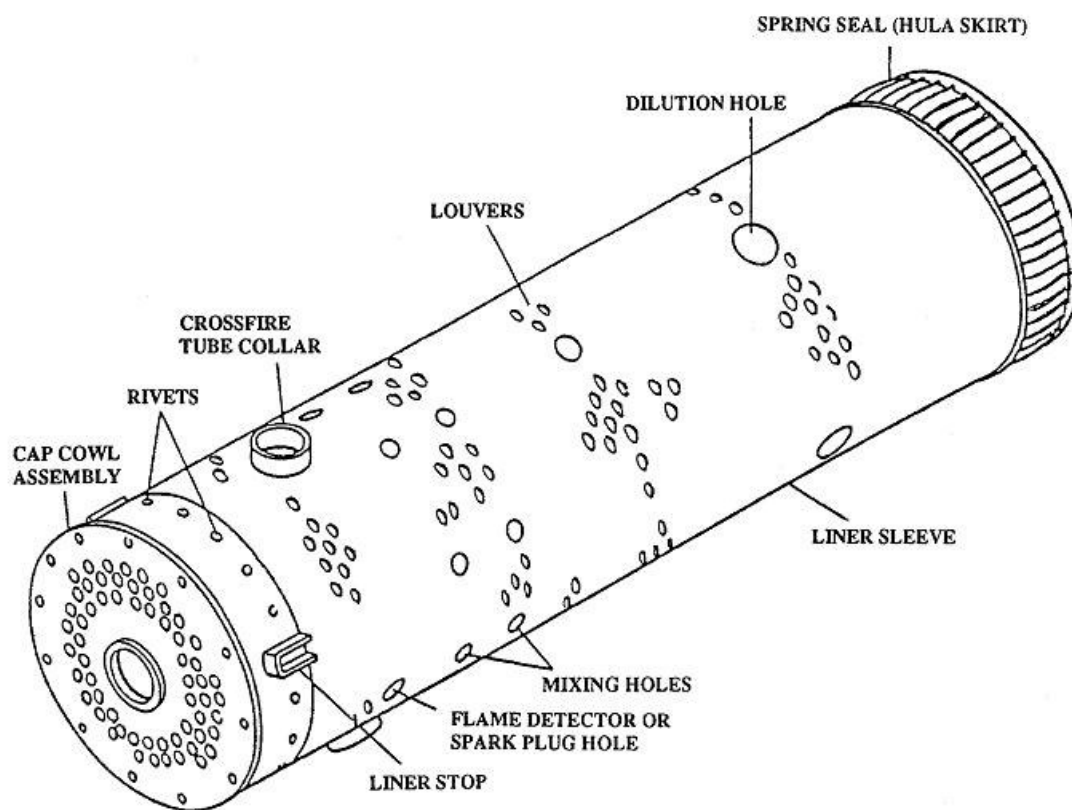 SPRING SEAL (HULA SKIRT)
DILUTION HOLE
LOUVERS
CROSSFIRE
TUBE COLLAR
RIVETS
CAP COWL
ASSEMBLY
LINER SLEEVE
MIXING HOLES
FLAME DETECTOR OR
SPARK PLUG HOLE
LINER STOP